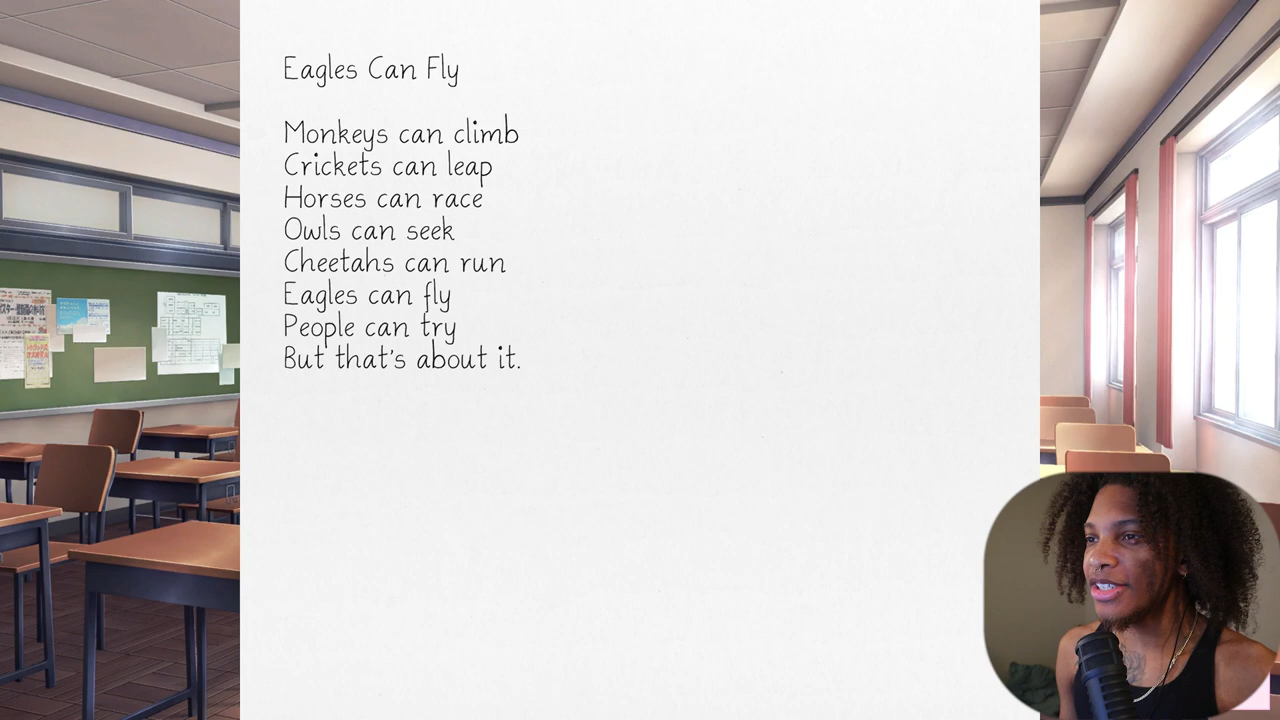 Eagles Can Fly
Monkeys can climb
Crickets can leap
Horses can race
Owls can seek
Cheetahs can run
Eagles can fly
People can try
But that's about it.